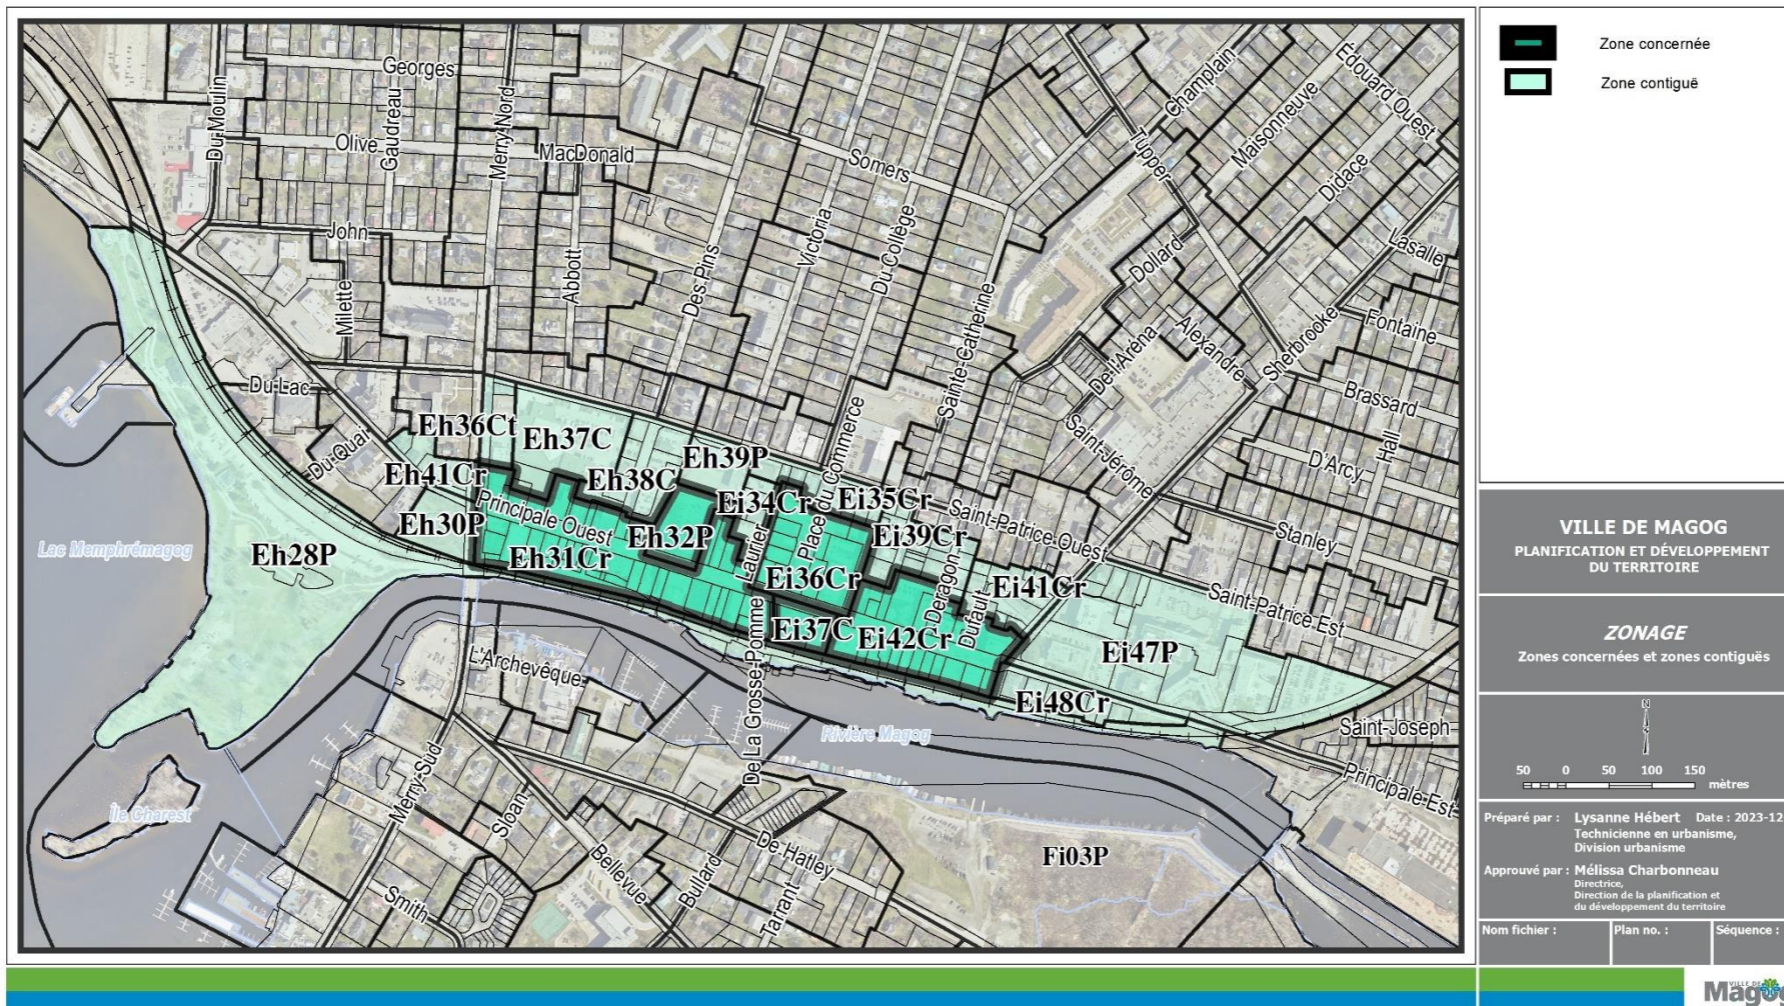 Georges
Du Moulin
Gaudreau
Olive
Merry Nord
MacDonald
Somers
Champlain
Tupper
Maisonneuve
Édouard Ouest
Didace
Lasalle
John
Milette
Abbott
Des Pins
Victoria
Du Collège
Sainte-Catherine
Dollard
Alexandre
De l'Aréna
Sherbrooke
Fontaine
Brassard
Hall
D'Arcy
Stanley
Saint-Jérôme
Du Lac
Du Quai
Eh36Ct
Eh37C
Eh38C
Eh39P
Eh41Cr
Eh30P
Principale Ouest
Eh31Cr
Eh32P
Ei34Cr
Laurier
Place du Commerce
Ei35Cr
Ei39Cr
Saint-Patrice Ouest
Ei36Cr
Ei37C
Ei42Cr
Deragon
Dufault
Ei41Cr
Saint-Patrice Est
Ei47P
Ei48Cr
Saint-Joseph
Principale Est
Lac Memphrémagog
Eh28P
Île Charest
L'Archevêque
Merry-Sud
Sloan
Smith
Bellevue
Bullard
Tarrant
De Hatley
De La Grosse-Pomme
Rivière Magog
Fi03P
Zone concernée
Zone contiguë
VILLE DE MAGOG
PLANIFICATION ET DÉVELOPPEMENT
DU TERRITOIRE
ZONAGE
Zones concernées et zones contiguës
N
50 0 50 100 150
mètres
Préparé par : Lysanne Hébert Date : 2023-12
Technicienne en urbanisme,
Division urbanisme
Approuvé par : Mélissa Charbonneau
Directrice,
Direction de la planification et
du développement du territoire
Nom fichier : Plan no. : Séquence :
VILLE DE
Magog